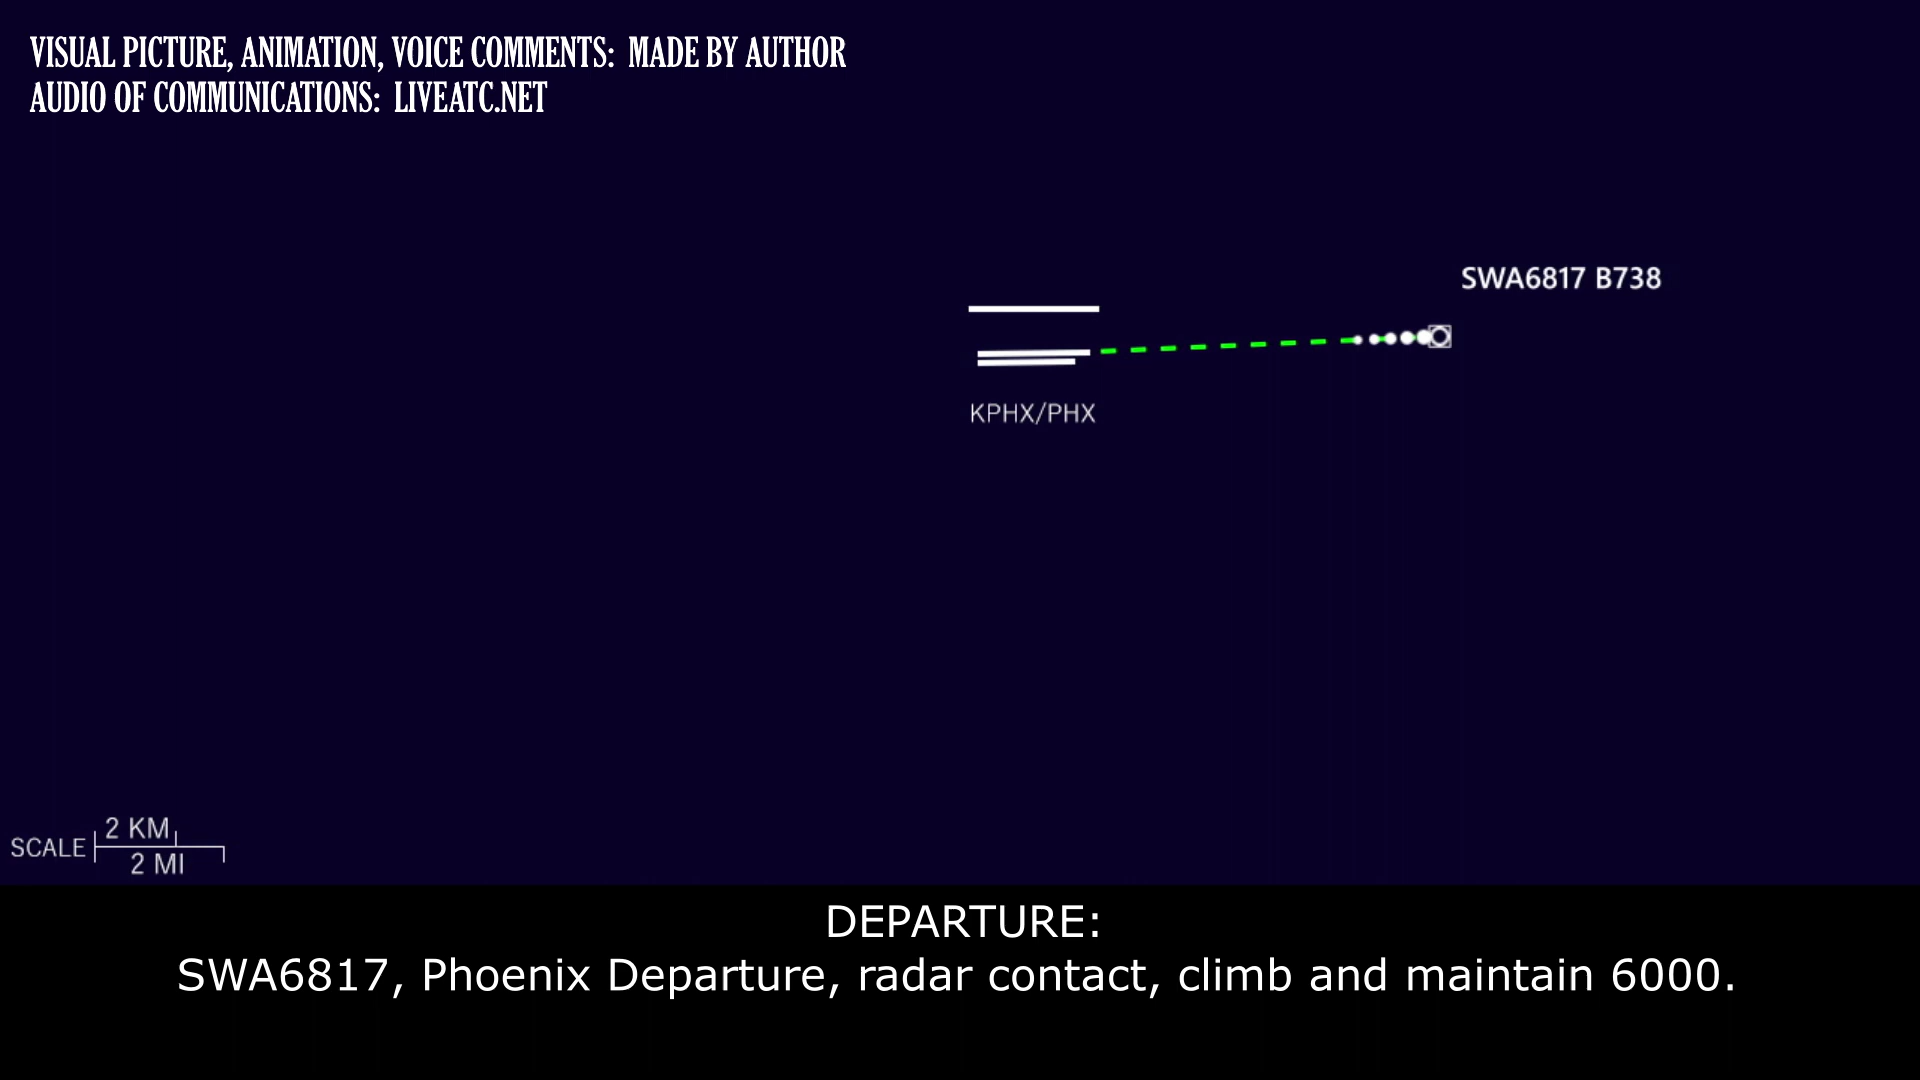 VISUAL PICTURE, ANIMATION, VOICE COMMENTS: MADE BY AUTHOR
AUDIO OF COMMUNICATIONS: LIVEATC.NET
SWA6817 B738
KPHX/PHX
2 KM
SCALE
2 MI
DEPARTURE:
SWA6817, Phoenix Departure, radar contact, climb and maintain 6000.